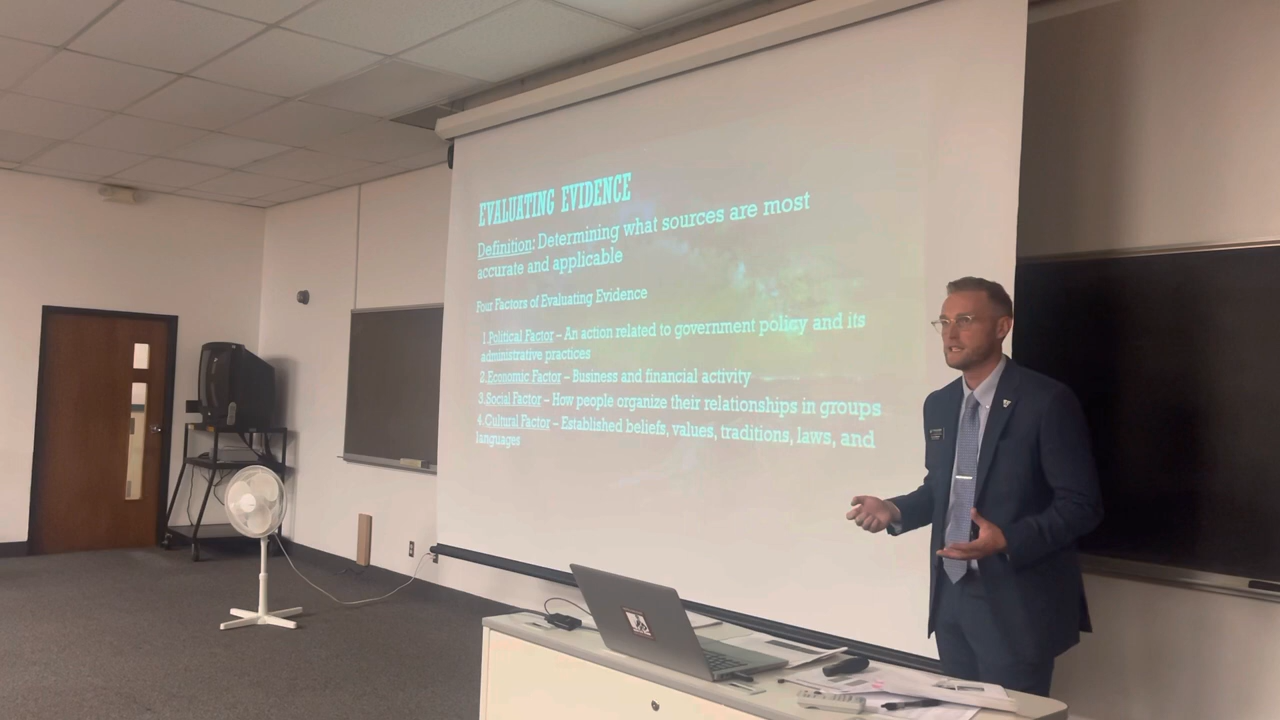 EVALUATING EVIDENCE
Definition: Determining what sources are most
accurate and applicable
Four Factors of Evaluating Evidence
1.Political Factor – An action related to government policy and its
administrative practices
2.Economic Factor – Business and financial activity
3.Social Factor – How people organize their relationships in groups
4.Cultural Factor – Established beliefs, values, traditions, laws, and
languages